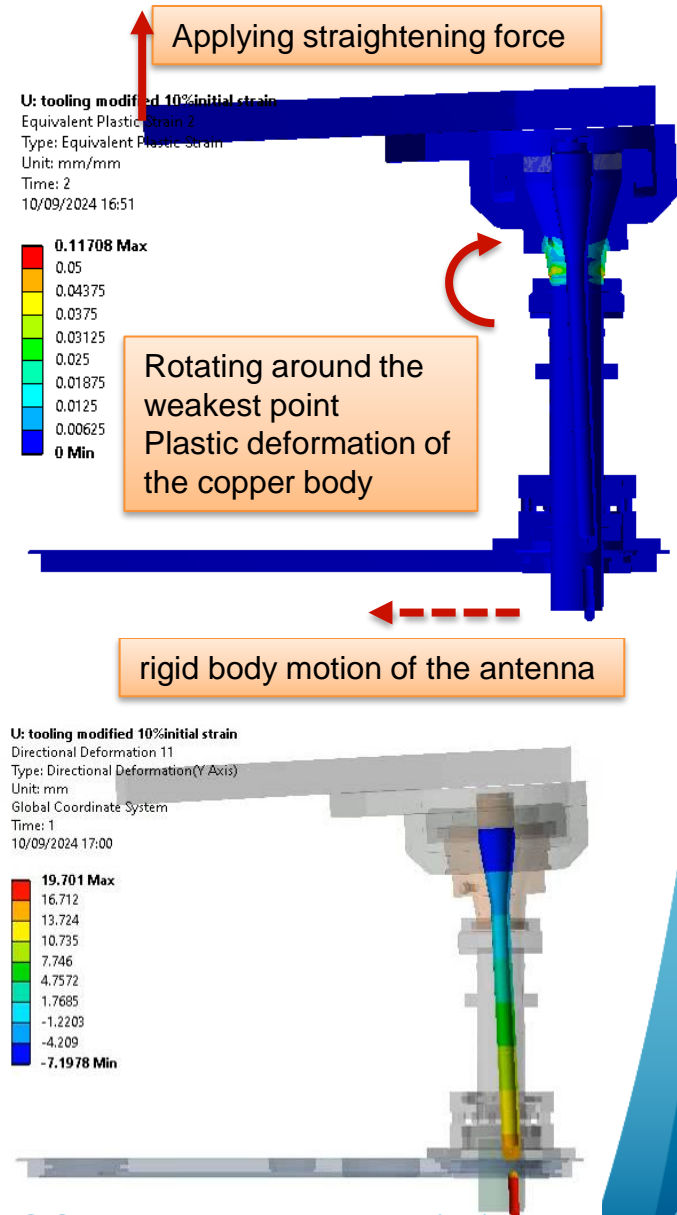 Applying straightening force
U: tooling modified 10%initial strain
Equivalent Plastic Strain 2
Type: Equivalent Plastic Strain
Unit: mm/mm
Time: 2
10/09/2024 16:51
0.11708 Max
0.05
0.04375
0.0375
0.03125
0.025
0.01875
0.0125
0.00625
0 Min
Rotating around the
weakest point
Plastic deformation of
the copper body
rigid body motion of the antenna
U: tooling modified 10%initial strain
Directional Deformation 11
Type: Directional Deformation(Y Axis)
Unit: mm
Global Coordinate System
Time: 1
10/09/2024 17:00
19.701 Max
16.712
13.724
10.735
7.746
4.7572
1.7685
-1.2203
-4.209
-7.1978 Min